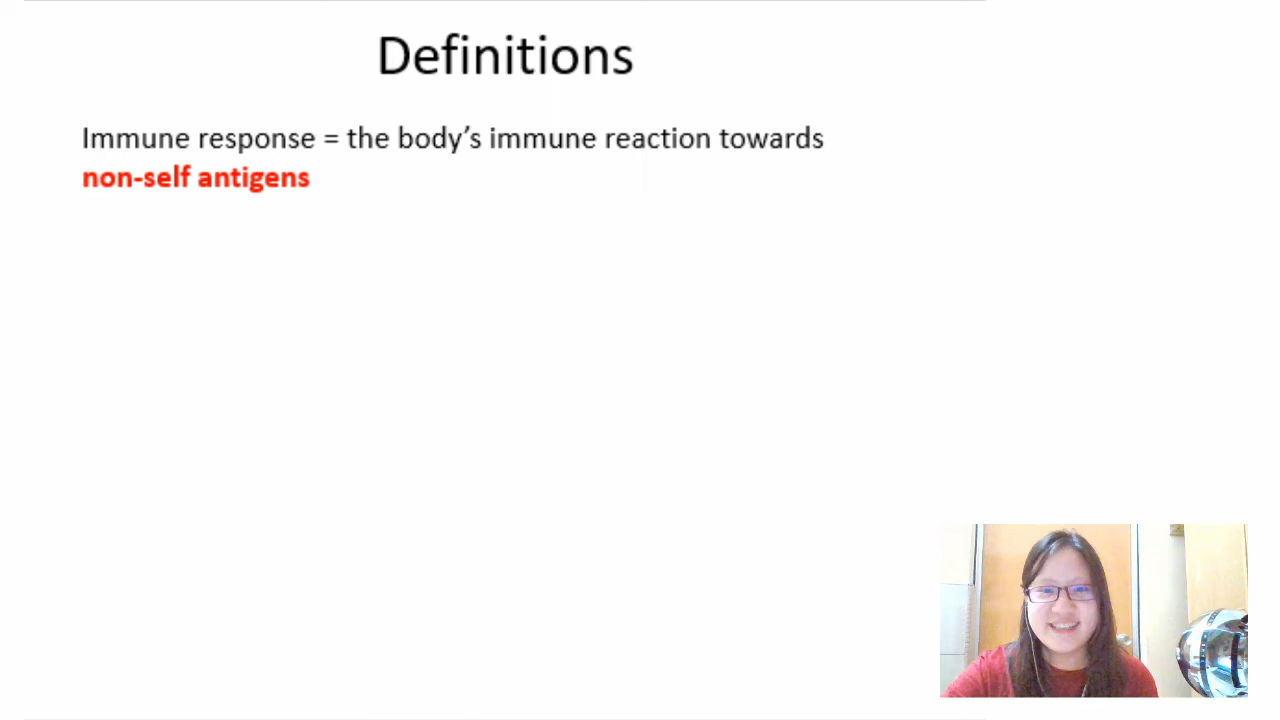 Definitions
Immune response = the body’s immune reaction towards
non-self antigens